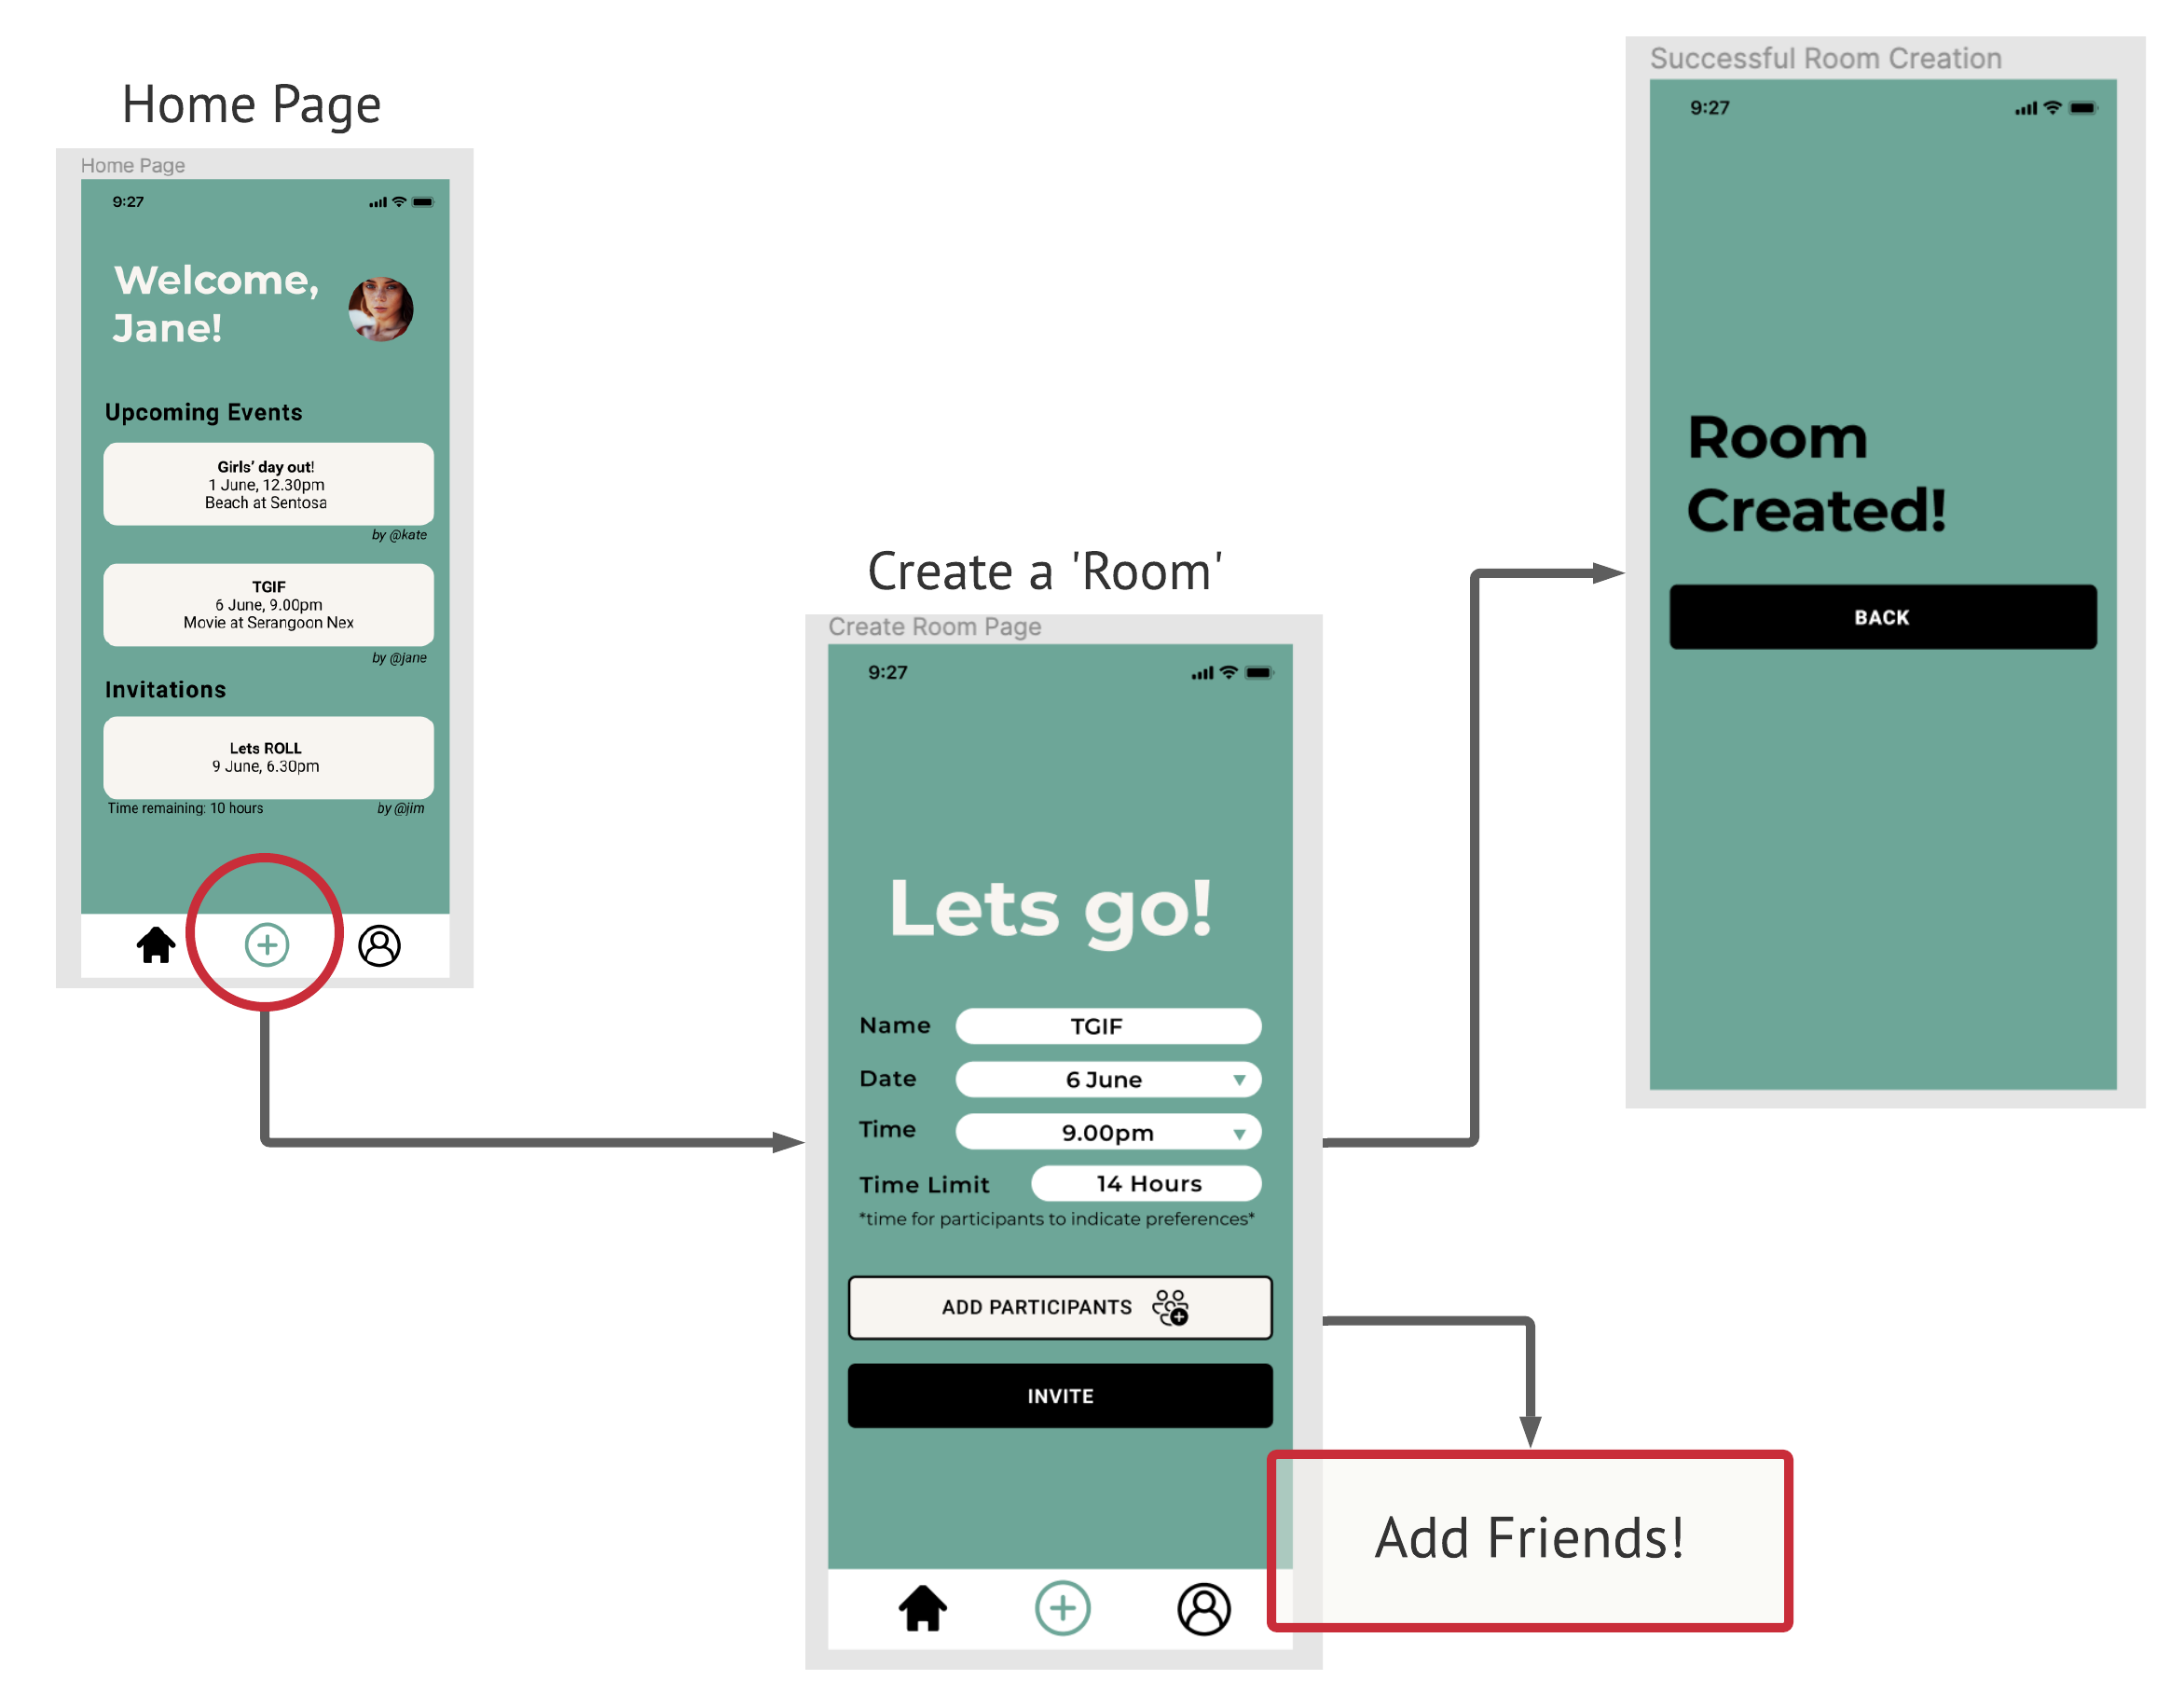 Home Page
Home Page
9:27
Welcome,
Jane!
Upcoming Events
Girls' day out!
1 June, 12.30pm
Beach at Sentosa
by @kate
TGIF
6 June, 9.00pm
Movie at Serangoon Nex
by @jane
Invitations
Lets ROLL
9 June, 6.30pm
Time remaining: 10 hours
by @jim
Create a 'Room'
Create Room Page
9:27
Lets go!
Name TGIF
Date 6 June
Time 9.00pm
Time Limit 14 Hours
*time for participants to indicate preferences*
ADD PARTICIPANTS
INVITE
Successful Room Creation
9:27
Room
Created!
BACK
Add Friends!